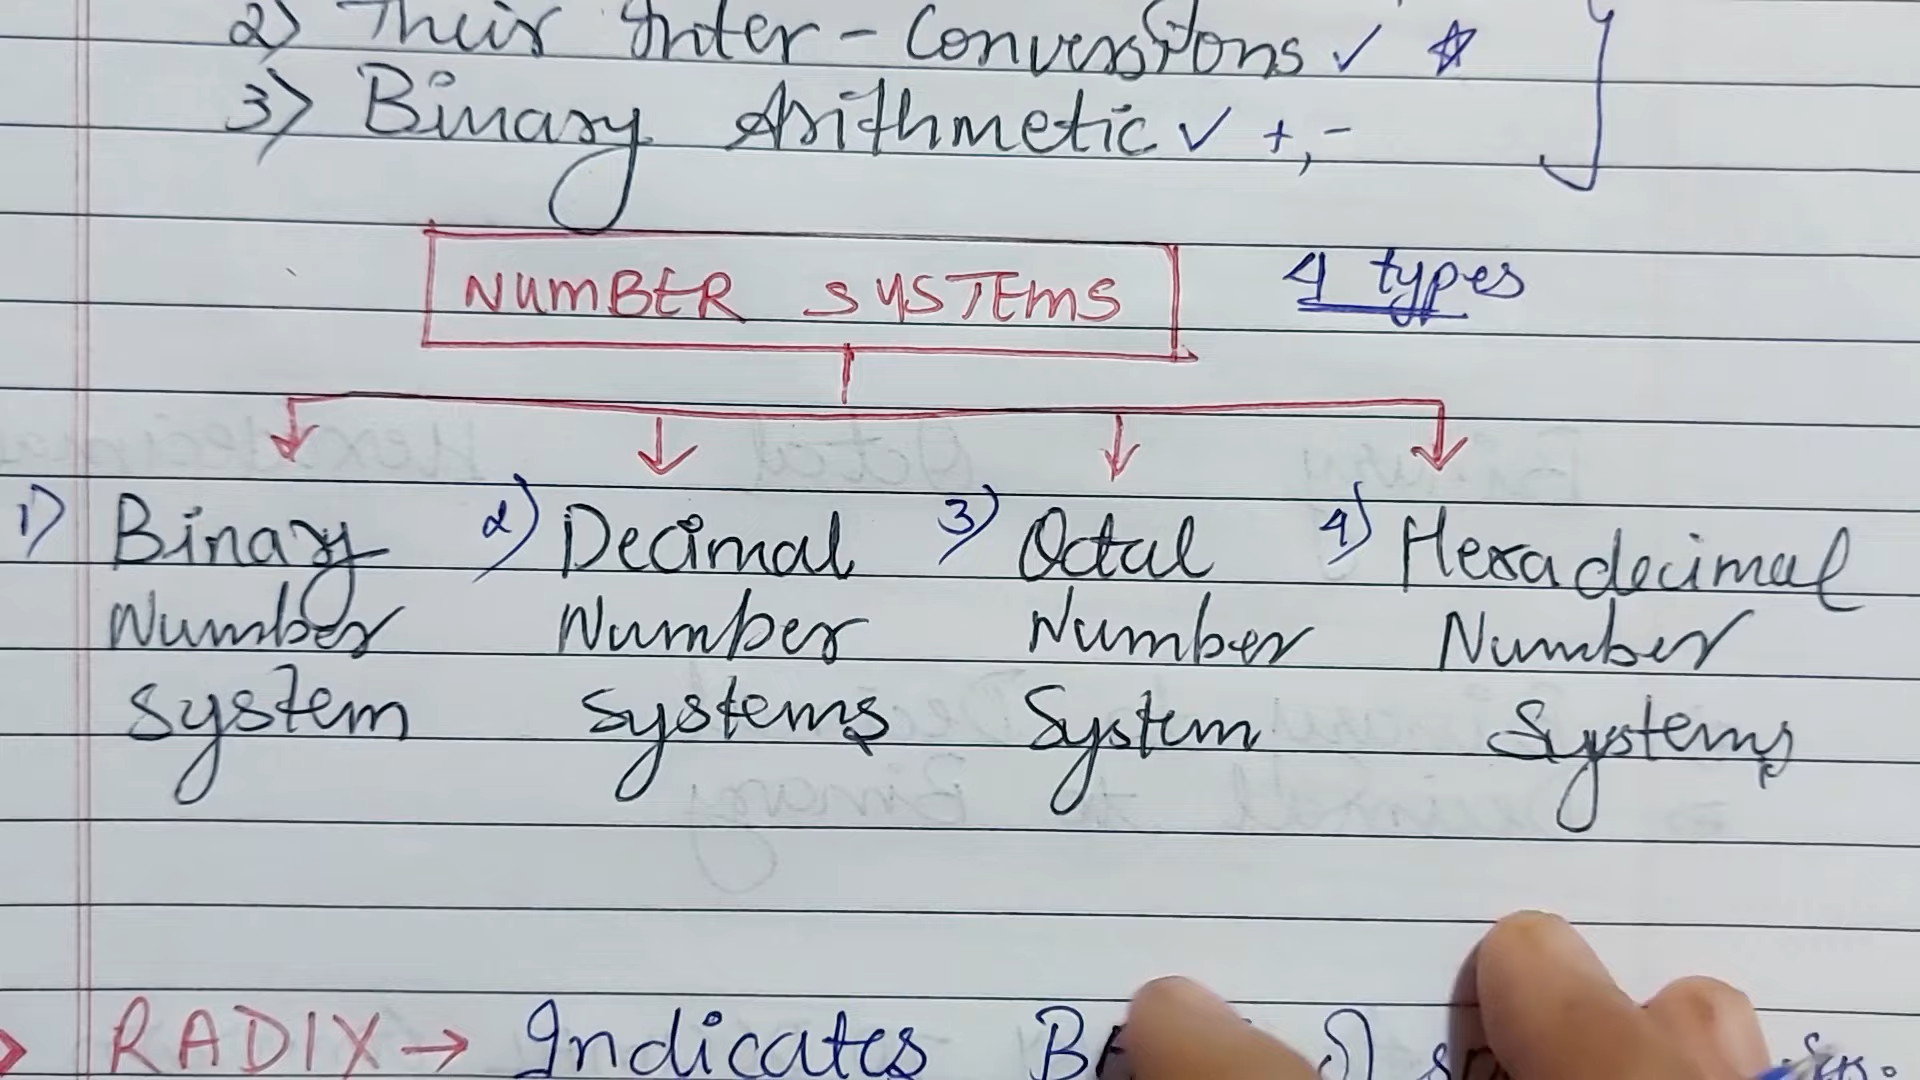 2) Their Inter-Conversions ✓ ☆
3) Binary Arithmetic ✓ +, -
NUMBER SYSTEMS
4 types
1) Binary Number System
2) Decimal Number Systems
3) Octal Number System
4) Hexadecimal Number Systems
RADIX → Indicates